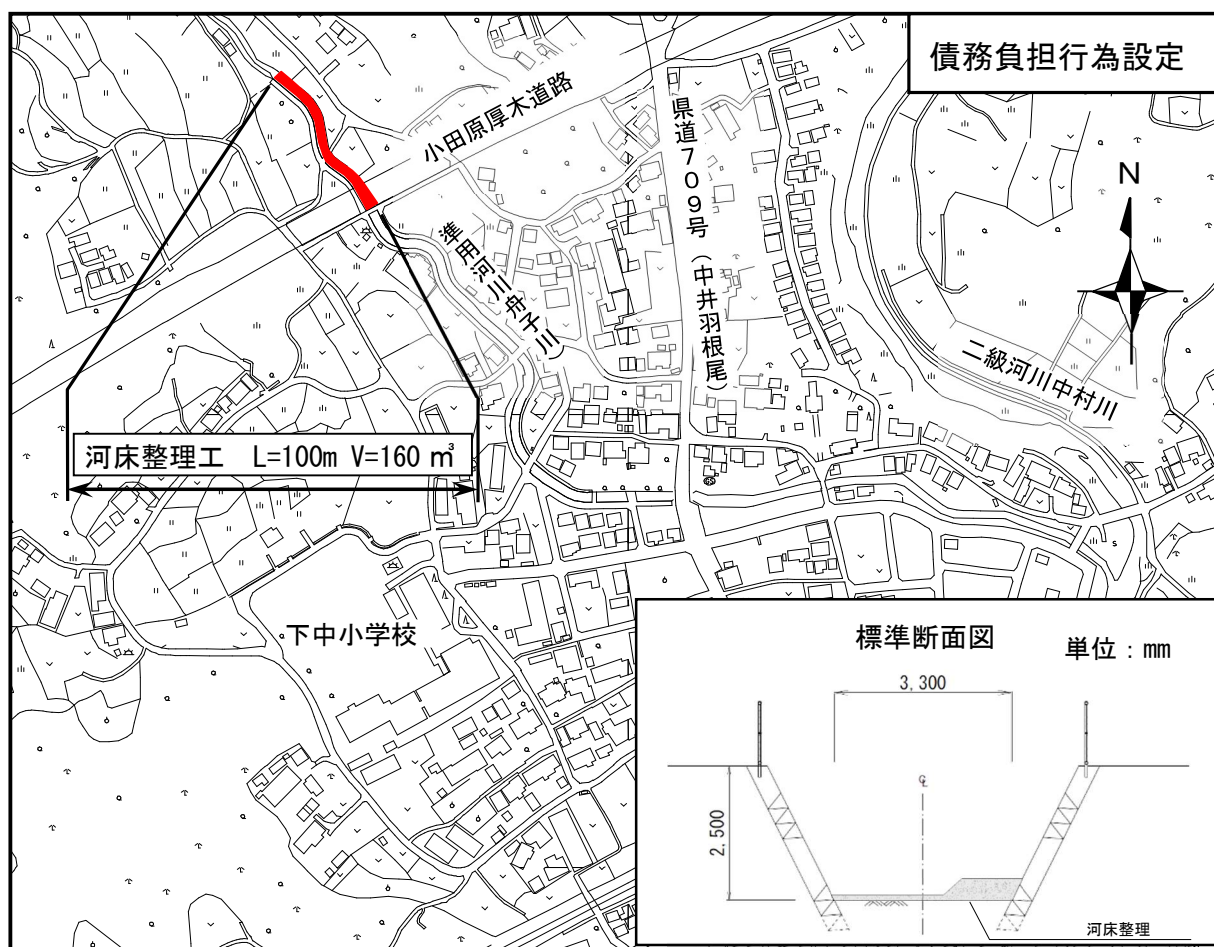 債務負担行為設定
小田原厚木道路
県道709号（中井羽根尾）
N
準用河川舟子川）
二級河川中村川
河床整理工　L=100m V=160 ㎥
下中小学校
標準断面図
単位：mm
3,300
℄
2,500
河床整理